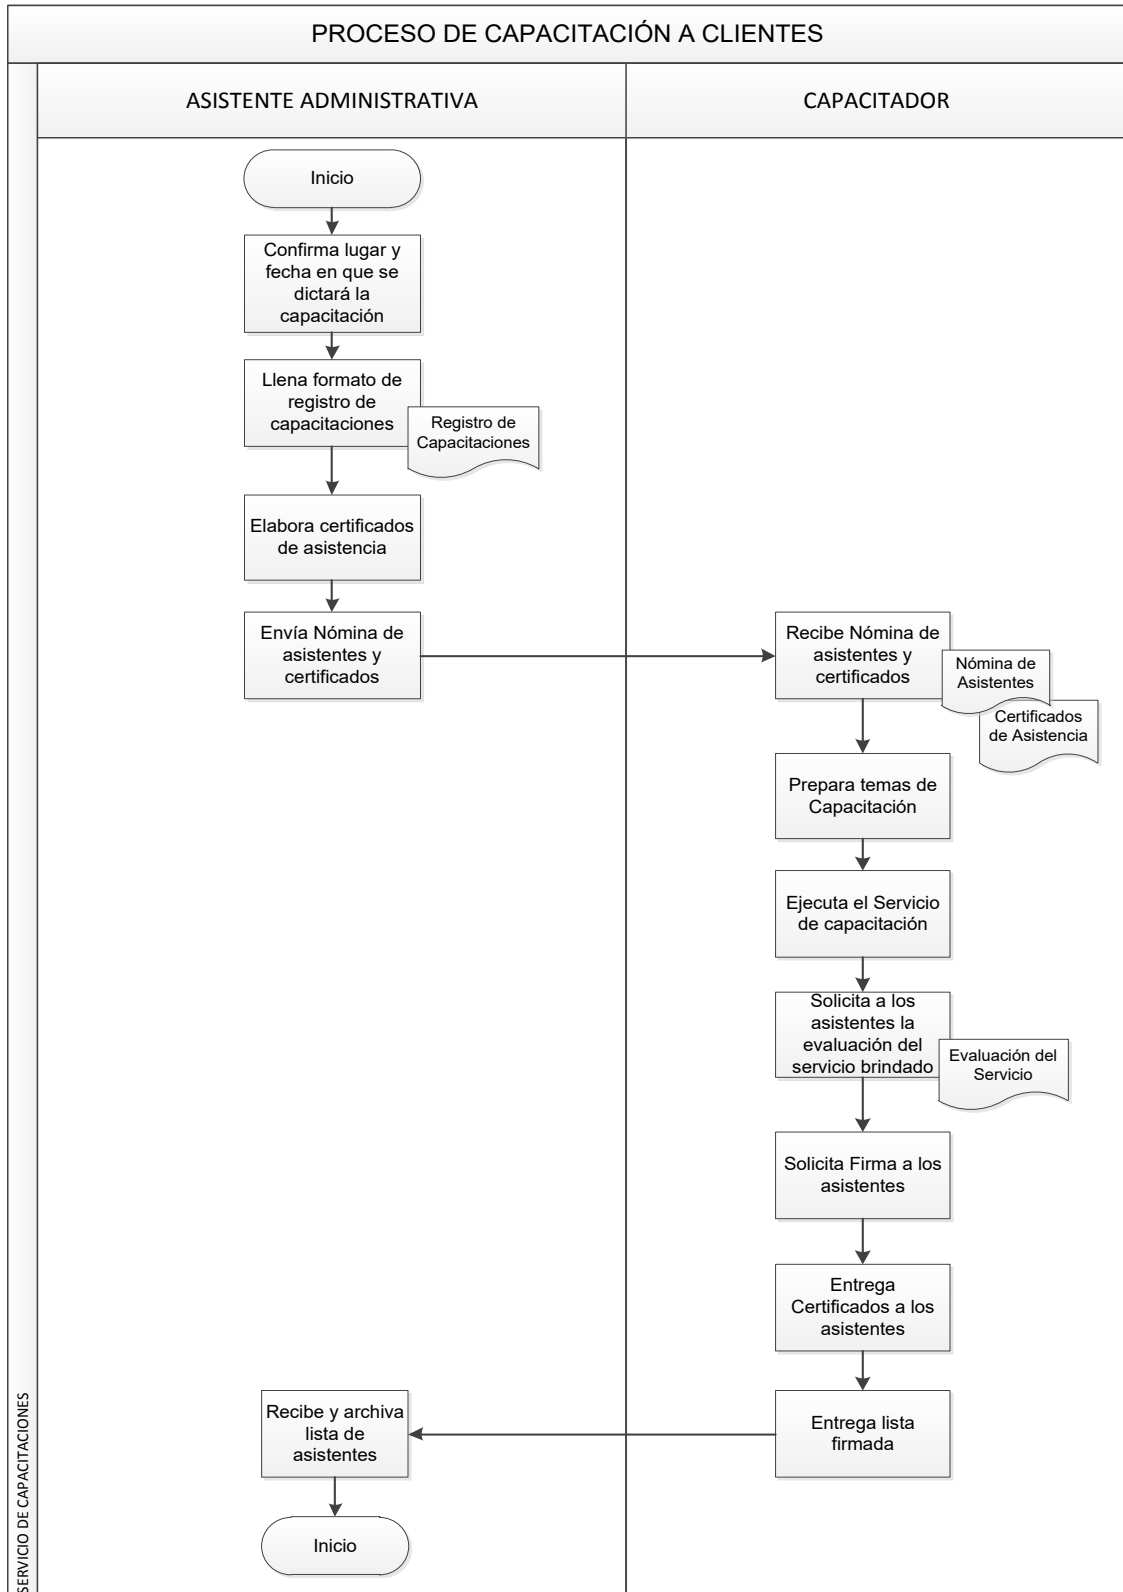 PROCESO DE CAPACITACIÓN A CLIENTES
ASISTENTE ADMINISTRATIVA
CAPACITADOR
Inicio
Confirma lugar y
fecha en que se
dictará la
capacitación
Llena formato de
registro de
capacitaciones
Registro de
Capacitaciones
Elabora certificados
de asistencia
Envía Nómina de
asistentes y
certificados
Recibe Nómina de
asistentes y
certificados
Nómina de
Asistentes
Certificados
de Asistencia
Prepara temas de
Capacitación
Ejecuta el Servicio
de capacitación
Solicita a los
asistentes la
evaluación del
servicio brindado
Evaluación del
Servicio
Solicita Firma a los
asistentes
Entrega
Certificados a los
asistentes
Entrega lista
firmada
Recibe y archiva
lista de
asistentes
Inicio
SERVICIO DE CAPACITACIONES